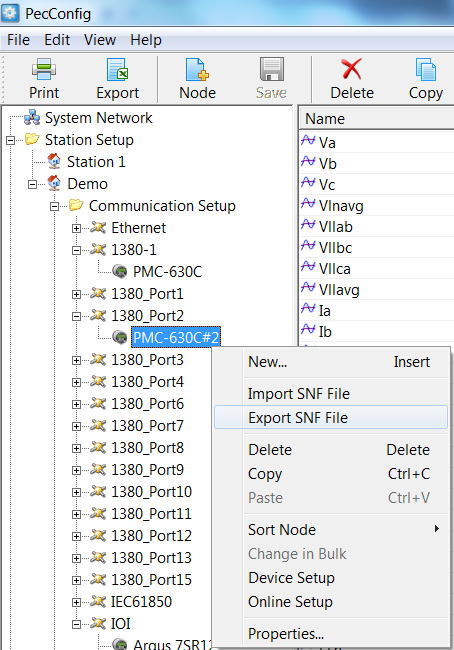 PecConfig
File Edit View Help
Print Export Node Save Delete Copy
System Network
Station Setup
Station 1
Demo
Communication Setup
Ethernet
1380-1
PMC-630C
1380_Port1
1380_Port2
PMC-630C#2
1380_Port3
1380_Port4
1380_Port6
1380_Port7
1380_Port8
1380_Port9
1380_Port10
1380_Port11
1380_Port12
1380_Port13
1380_Port15
IEC61850
IOI
Argus 7SR12
Name
Va
Vb
Vc
Vlnavg
Vllab
Vllbc
Vllca
Vllavg
Ia
Ib
New... Insert
Import SNF File
Export SNF File
Delete Delete
Copy Ctrl+C
Paste Ctrl+V
Sort Node
Change in Bulk
Device Setup
Online Setup
Properties...